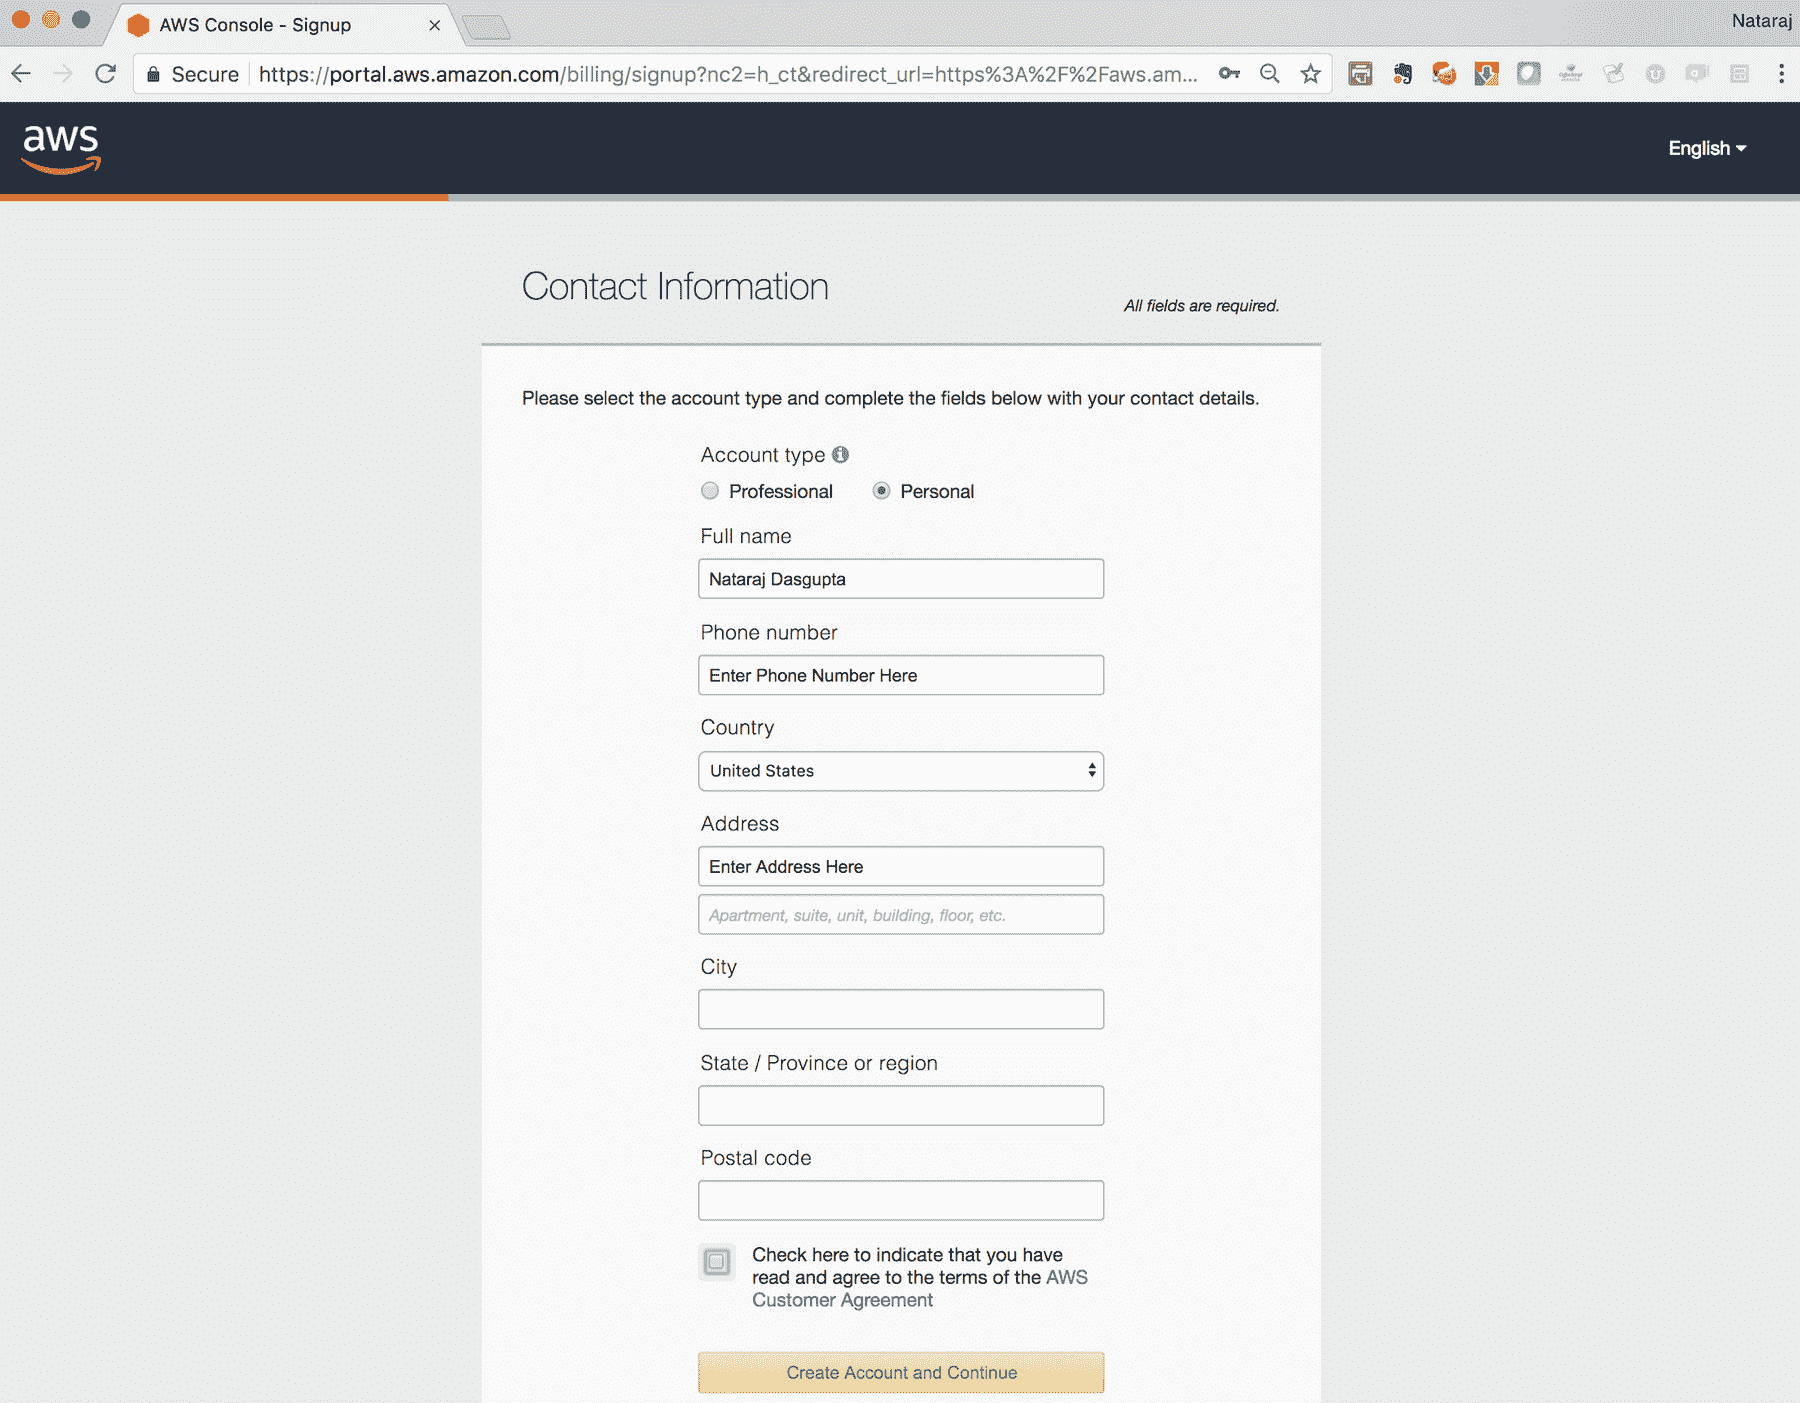 AWS Console - Signup
Nataraj
Secure
https://portal.aws.amazon.com/billing/signup?nc2=h_ct&redirect_url=https%3A%2F%2Faws.am...
aws
English
Contact Information
All fields are required.
Please select the account type and complete the fields below with your contact details.
Account type
Professional
Personal
Full name
Nataraj Dasgupta
Phone number
Enter Phone Number Here
Country
United States
Address
Enter Address Here
Apartment, suite, unit, building, floor, etc.
City
State / Province or region
Postal code
Check here to indicate that you have
read and agree to the terms of the AWS
Customer Agreement
Create Account and Continue